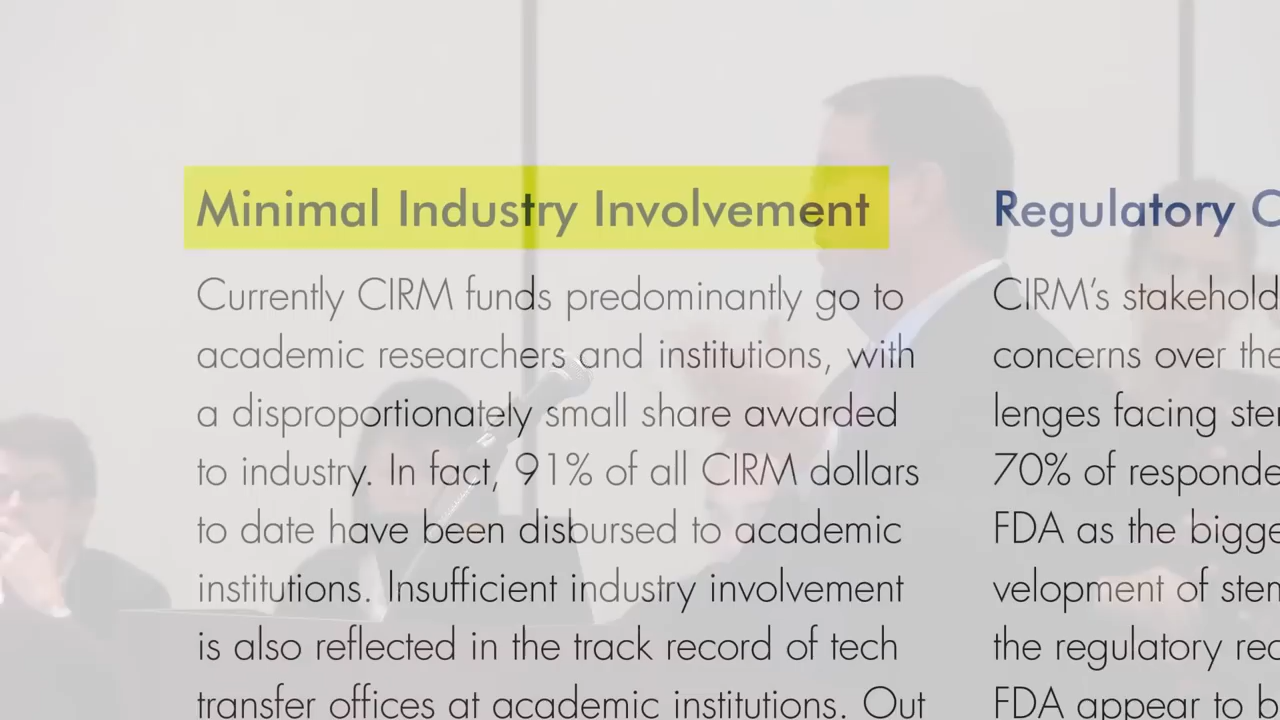 Minimal Industry Involvement
Currently CIRM funds predominantly go to
academic researchers and institutions, with
a disproportionately small share awarded
to industry. In fact, 91% of all CIRM dollars
to date have been disbursed to academic
institutions. Insufficient industry involvement
is also reflected in the track record of tech
transfer offices at academic institutions. Out
Regulatory
CIRM's
concerns over the
lenges facing
70% of
FDA as the
velopment of
the regulatory
FDA appear to